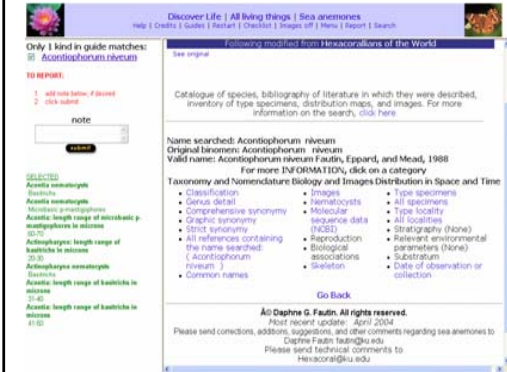 Discover Life | All living things | Sea anemones
Help | Credits | Guides | Restart | Checklist | Images off | Menu | Report | Search
Only 1 kind in guide matches:
Acontiophorum niveum
TO REPORT:
1. add note below, if desired
2. click submit
note
submit
SELECTED
Acontia nematocysts
Basitrichs
Acontia nematocysts
Microbasic p-mastigophores
Acontia: length range of microbasic p-
mastigophores in microns
60-70
Actinopharynx: length range of
basitrichs in microns
20-30
Actinopharynx nematocysts
Basitrichs
Acontia: length range of basitrichs in
microns
31-40
Acontia: length range of basitrichs in
microns
41-50
Following modified from Hexacorallians of the World
See original
Catalogue of species, bibliography of literature in which they were described,
inventory of type specimens, distribution maps, and images. For more
information on the search, click here
Name searched: Acontiophorum niveum
Original binomen: Acontiophorum niveum
Valid name: Acontiophorum niveum Fautin, Eppard, and Mead, 1988
For more INFORMATION, click on a category
Taxonomy and Nomenclature Biology and Images Distribution in Space and Time
Classification
Genus detail
Comprehensive synonymy
Graphic synonymy
Strict synonymy
All references containing
the name searched:
( Acontiophorum
niveum )
Common names
Images
Nematocysts
Molecular
sequence data
(NCBI)
Reproduction
Biological
associations
Skeleton
Type specimens
All specimens
Type locality
All localities
Stratigraphy (None)
Relevant environmental
parameters (None)
Substratum
Date of observation or
collection
Go Back
Â© Daphne G. Fautin. All rights reserved.
Most recent update: April 2004
Please send corrections, additions, suggestions, and other comments regarding sea anemones to
Daphne Fautin fautin@ku.edu
Please send technical comments to
Hexacoral@ku.edu